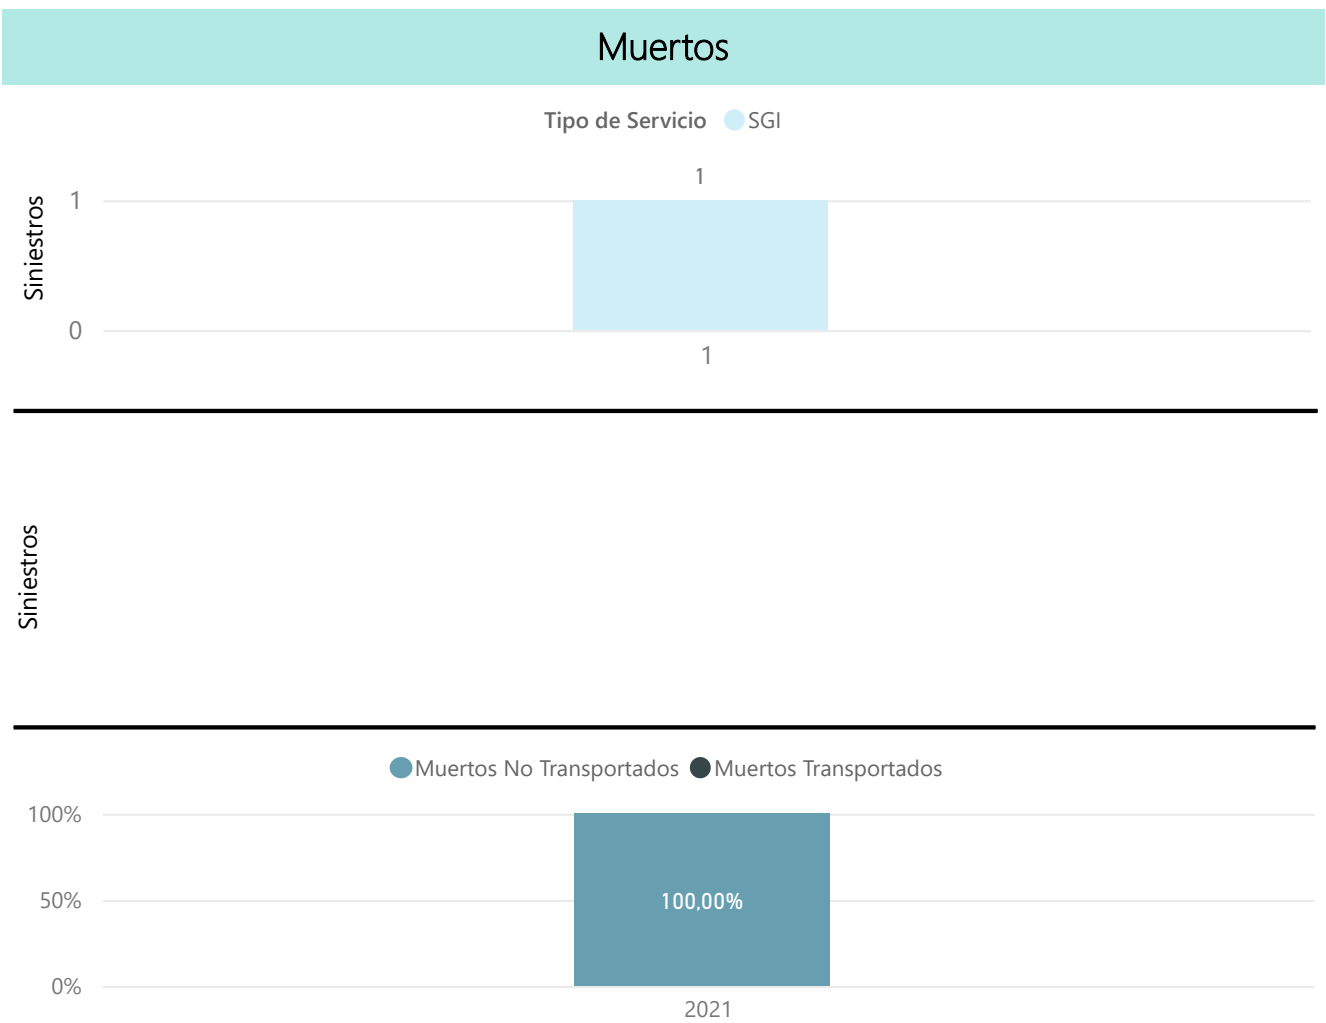 Muertos
Tipo de Servicio SGI
Siniestros
1
1
0
1
Siniestros
Muertos No Transportados Muertos Transportados
100%
50%
100,00%
0%
2021